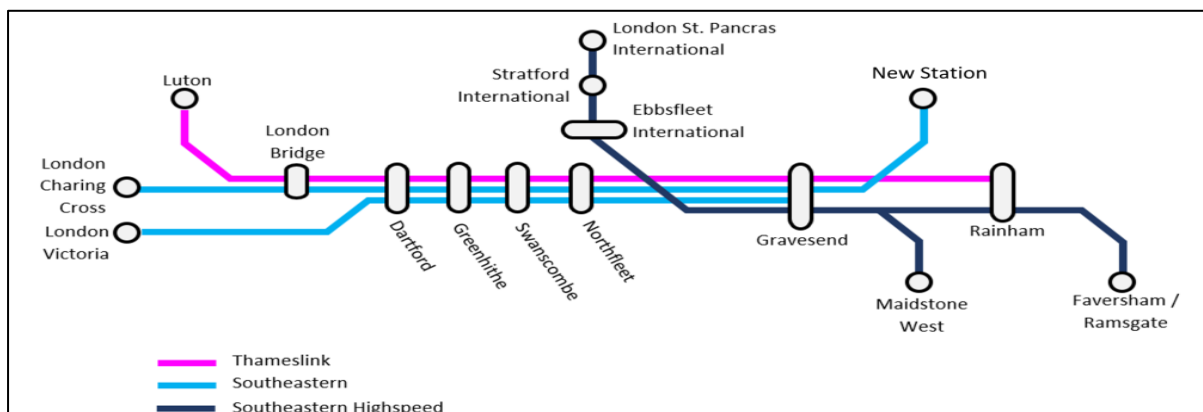 London St. Pancras
International
Luton
Stratford
International
New Station
Ebbsfleet
International
London
Bridge
London
Charing
Cross
London
Victoria
Dartford
Greenhithe
Swanscombe
Northfleet
Gravesend
Rainham
Maidstone
West
Faversham /
Ramsgate
Thameslink
Southeastern
Southeastern Highspeed